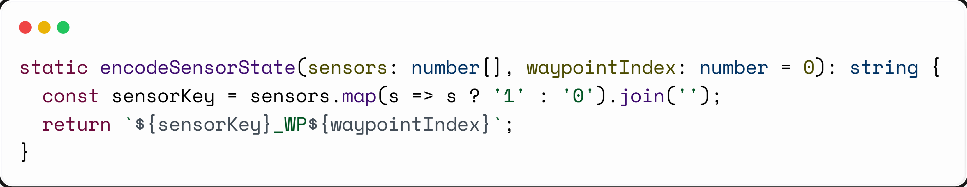 static encodeSensorState(sensors: number[], waypointIndex: number = 0): string {
  const sensorKey = sensors.map(s => s ? '1' : '0').join('');
  return `${sensorKey}_WP${waypointIndex}`;
}